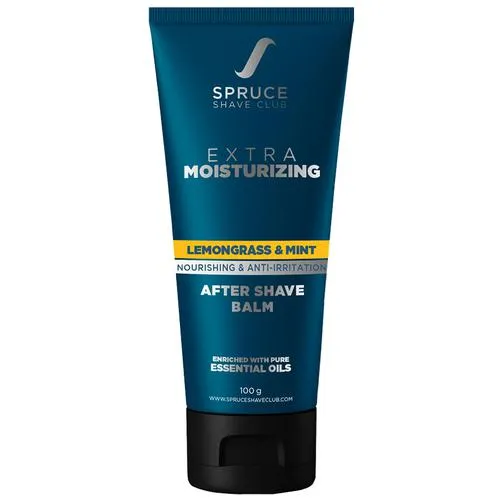 SPRUCE
SHAVE CLUB
EXTRA
MOISTURIZING
LEMONGRASS & MINT
NOURISHING & ANTI-IRRITATION
AFTER SHAVE
BALM
ENRICHED WITH PURE
ESSENTIAL OILS
100 g
WWW.SPRUCESHAVECLUB.COM